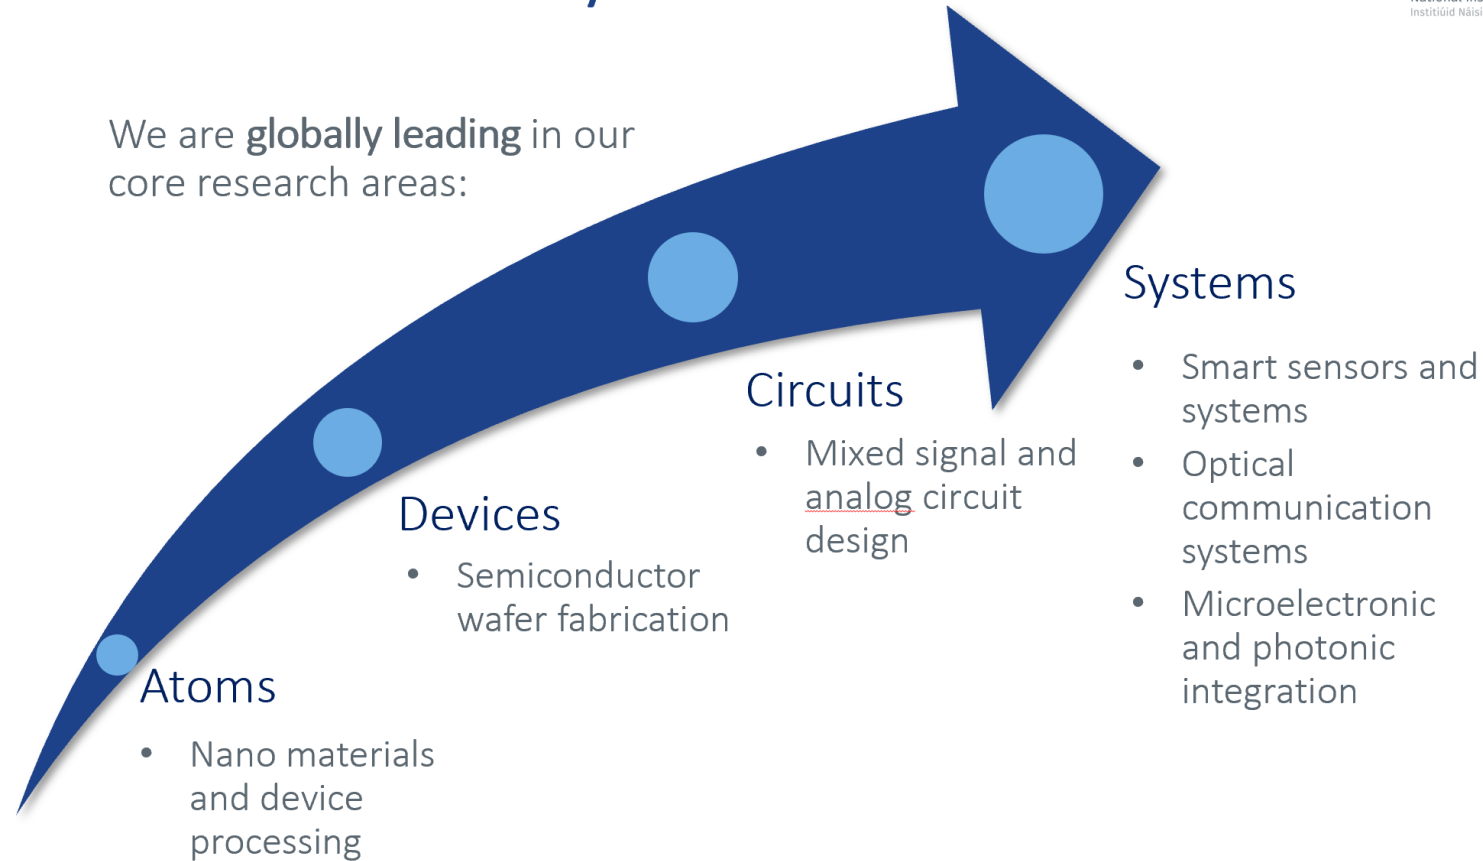 We are globally leading in our
core research areas:
Systems
• Smart sensors and
systems
• Optical
communication
systems
• Microelectronic
and photonic
integration
Circuits
• Mixed signal and
analog circuit
design
Devices
• Semiconductor
wafer fabrication
Atoms
• Nano materials
and device
processing